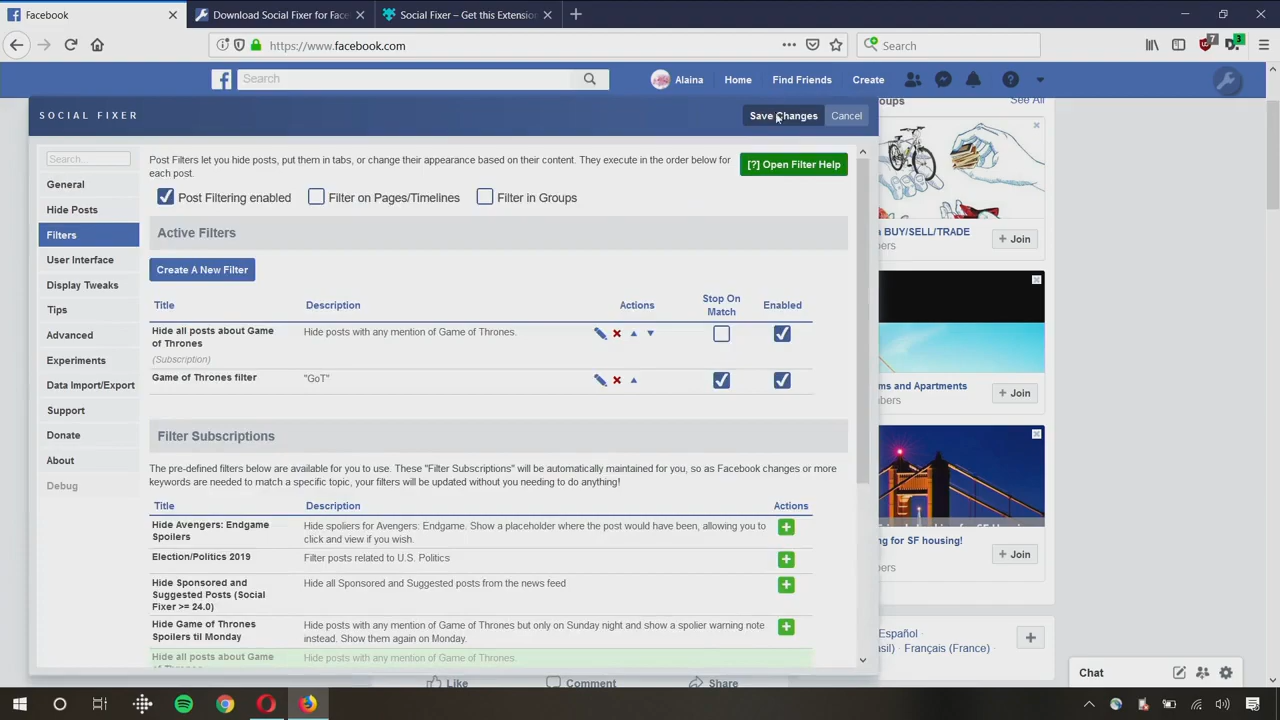 Facebook
Download Social Fixer for Face
Social Fixer – Get this Extension
https://www.facebook.com
Search
7
3
Search
Alaina
Home
Find Friends
Create
SOCIAL FIXER
Save Changes
Cancel
Search...
General
Hide Posts
Filters
User Interface
Display Tweaks
Tips
Advanced
Experiments
Data Import/Export
Support
Donate
About
Debug
Post Filters let you hide posts, put them in tabs, or change their appearance based on their content. They execute in the order below for
each post.
[?] Open Filter Help
Post Filtering enabled
Filter on Pages/Timelines
Filter in Groups
Active Filters
Create A New Filter
Title
Description
Actions
Stop On
Match
Enabled
Hide all posts about Game
of Thrones
(Subscription)
Hide posts with any mention of Game of Thrones.
Game of Thrones filter
"GoT"
Filter Subscriptions
The pre-defined filters below are available for you to use. These "Filter Subscriptions" will be automatically maintained for you, so as Facebook changes or more
keywords are needed to match a specific topic, your filters will be updated without you needing to do anything!
Title
Description
Actions
Hide Avengers: Endgame
Spoilers
Hide spoilers for Avengers: Endgame. Show a placeholder where the post would have been, allowing you to
click and view if you wish.
Election/Politics 2019
Filter posts related to U.S. Politics
Hide Sponsored and
Suggested Posts (Social
Fixer >= 24.0)
Hide all Sponsored and Suggested posts from the news feed
Hide Game of Thrones
Spoilers til Monday
Hide posts with any mention of Game of Thrones but only on Sunday night and show a spolier warning note
instead. Show them again on Monday.
Hide all posts about Game
Hide posts with any mention of Game of Thrones.
Like
Comment
Share
oups
See All
a BUY/SELL/TRADE
bers
+ Join
ms and Apartments
bers
+ Join
ng for SF housing!
bers
+ Join
Español ·
sil) · Français (France) ·
Chat